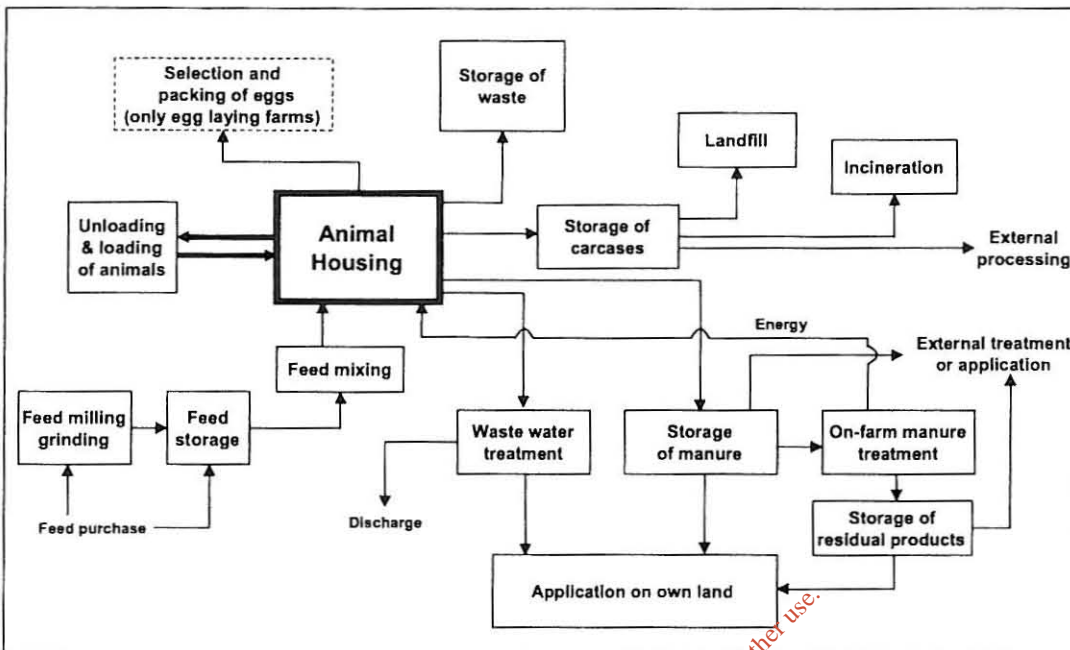 Selection and
packing of eggs
(only egg laying farms)
Storage of
waste
Landfill
Incineration
Unloading
& loading
of animals
Animal
Housing
Storage of
carcases
External
processing
Energy
External treatment
or application
Feed mixing
Feed milling
grinding
Feed
storage
Waste water
treatment
Storage
of manure
On-farm manure
treatment
Feed purchase
Discharge
Storage of
residual products
Application on own land
ther use.